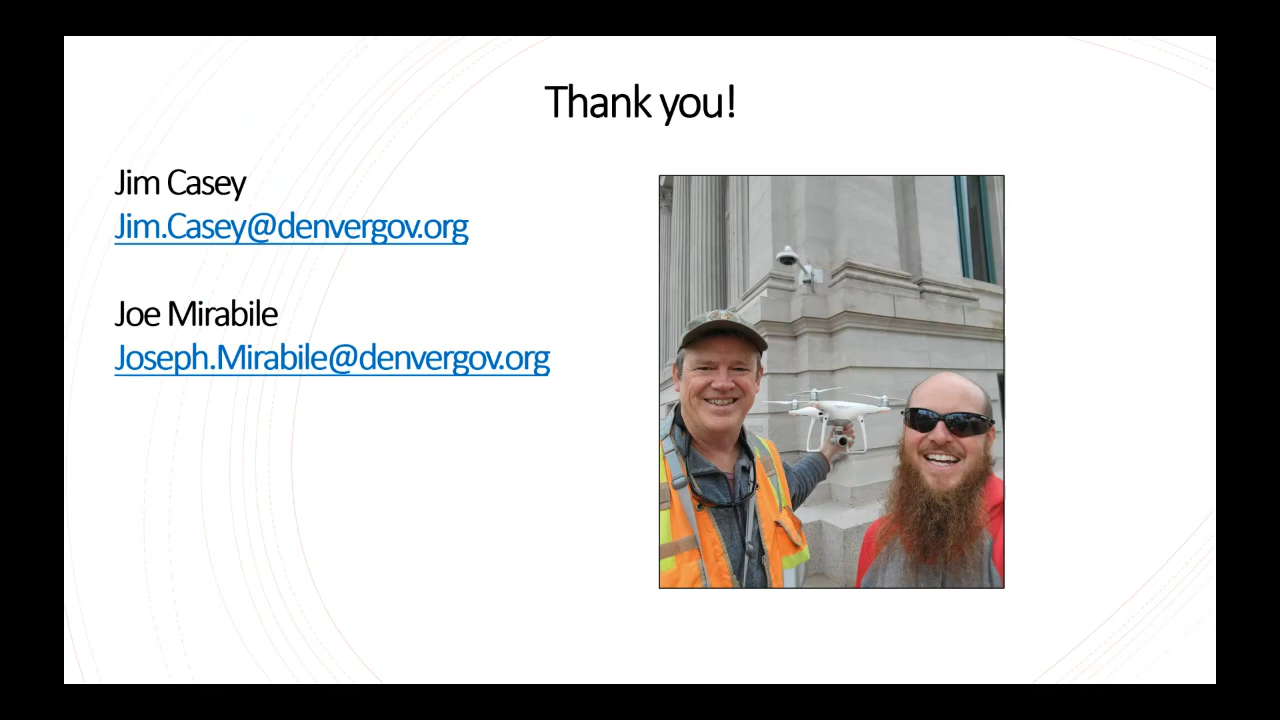 Thank you!
Jim Casey
Jim.Casey@denvergov.org
Joe Mirabile
Joseph.Mirabile@denvergov.org